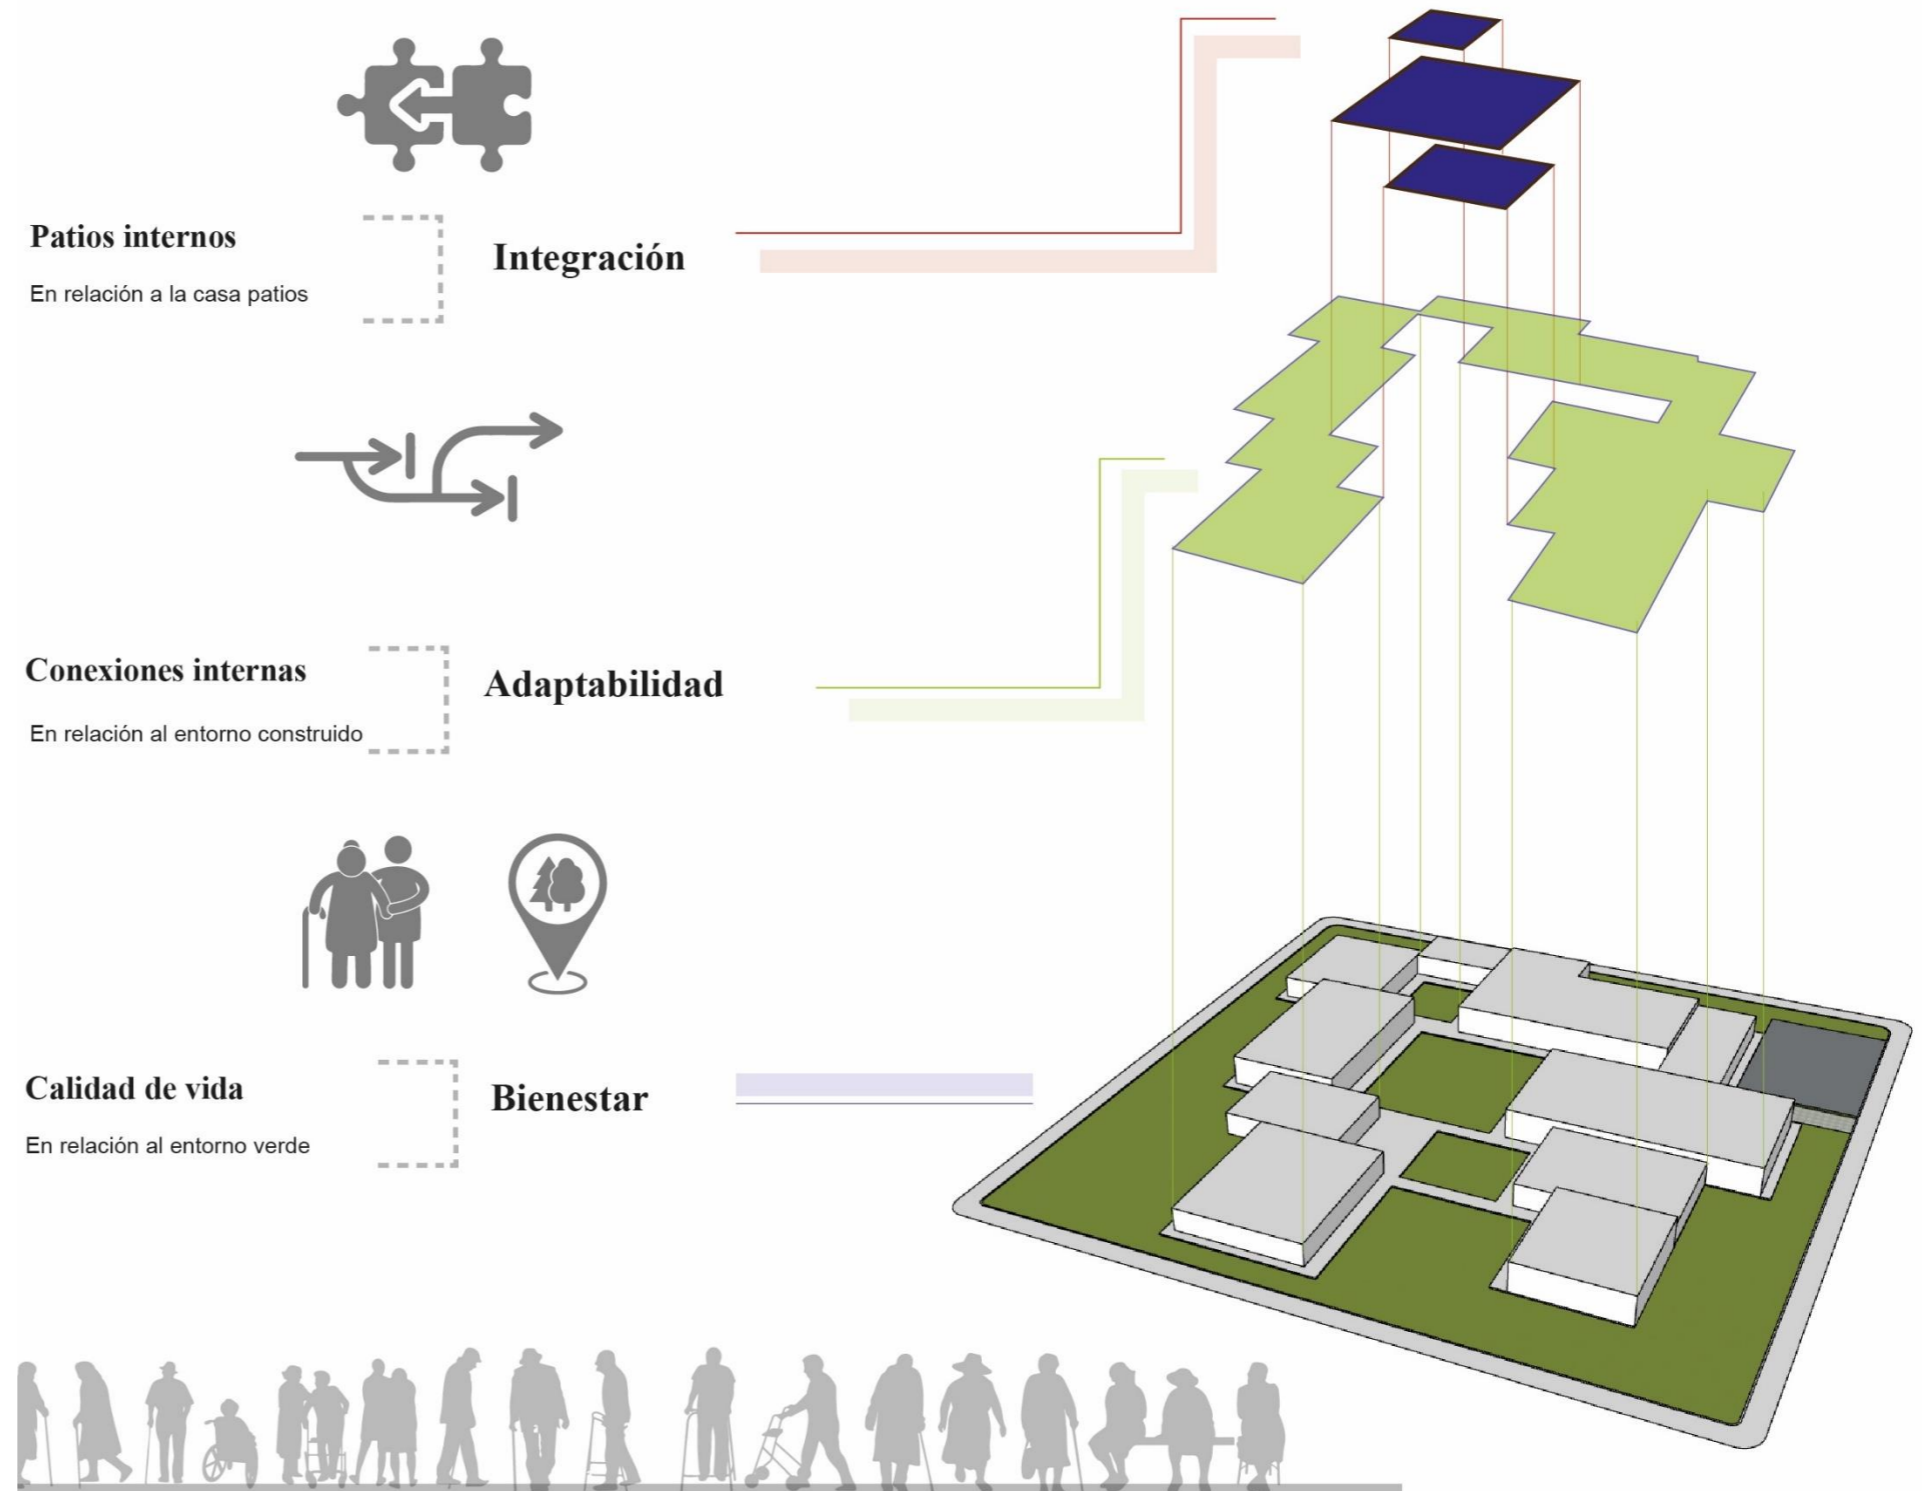 Patios internos
En relación a la casa patios
Integración
Conexiones internas
En relación al entorno construido
Adaptabilidad
Calidad de vida
En relación al entorno verde
Bienestar